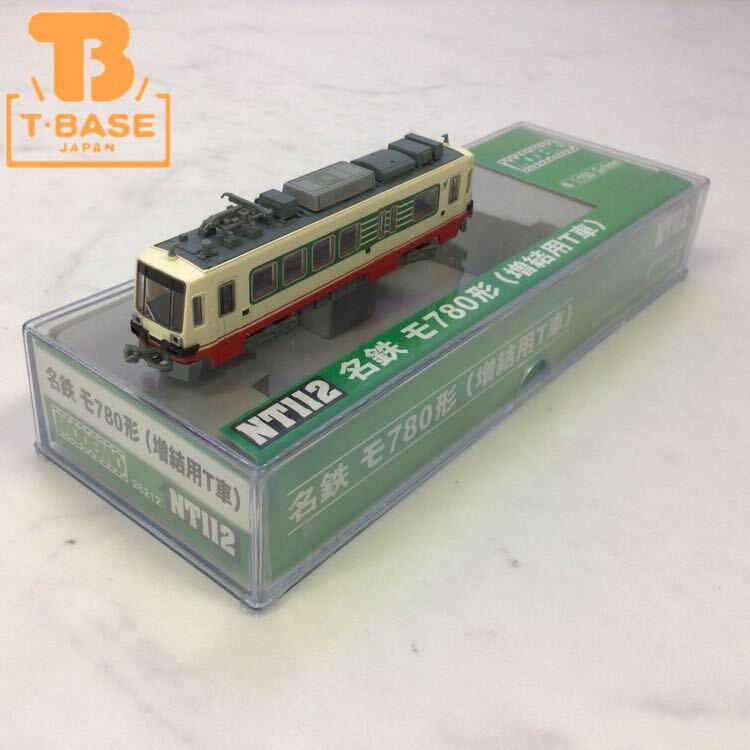 TB
T-BASE
JAPAN
NT112 名鉄 モ780形 (増結用T車)
名鉄 モ780形 (増結用T車)
名鉄 モ780形 (増結用T車)
MODEMO
28212
NT112
NT112